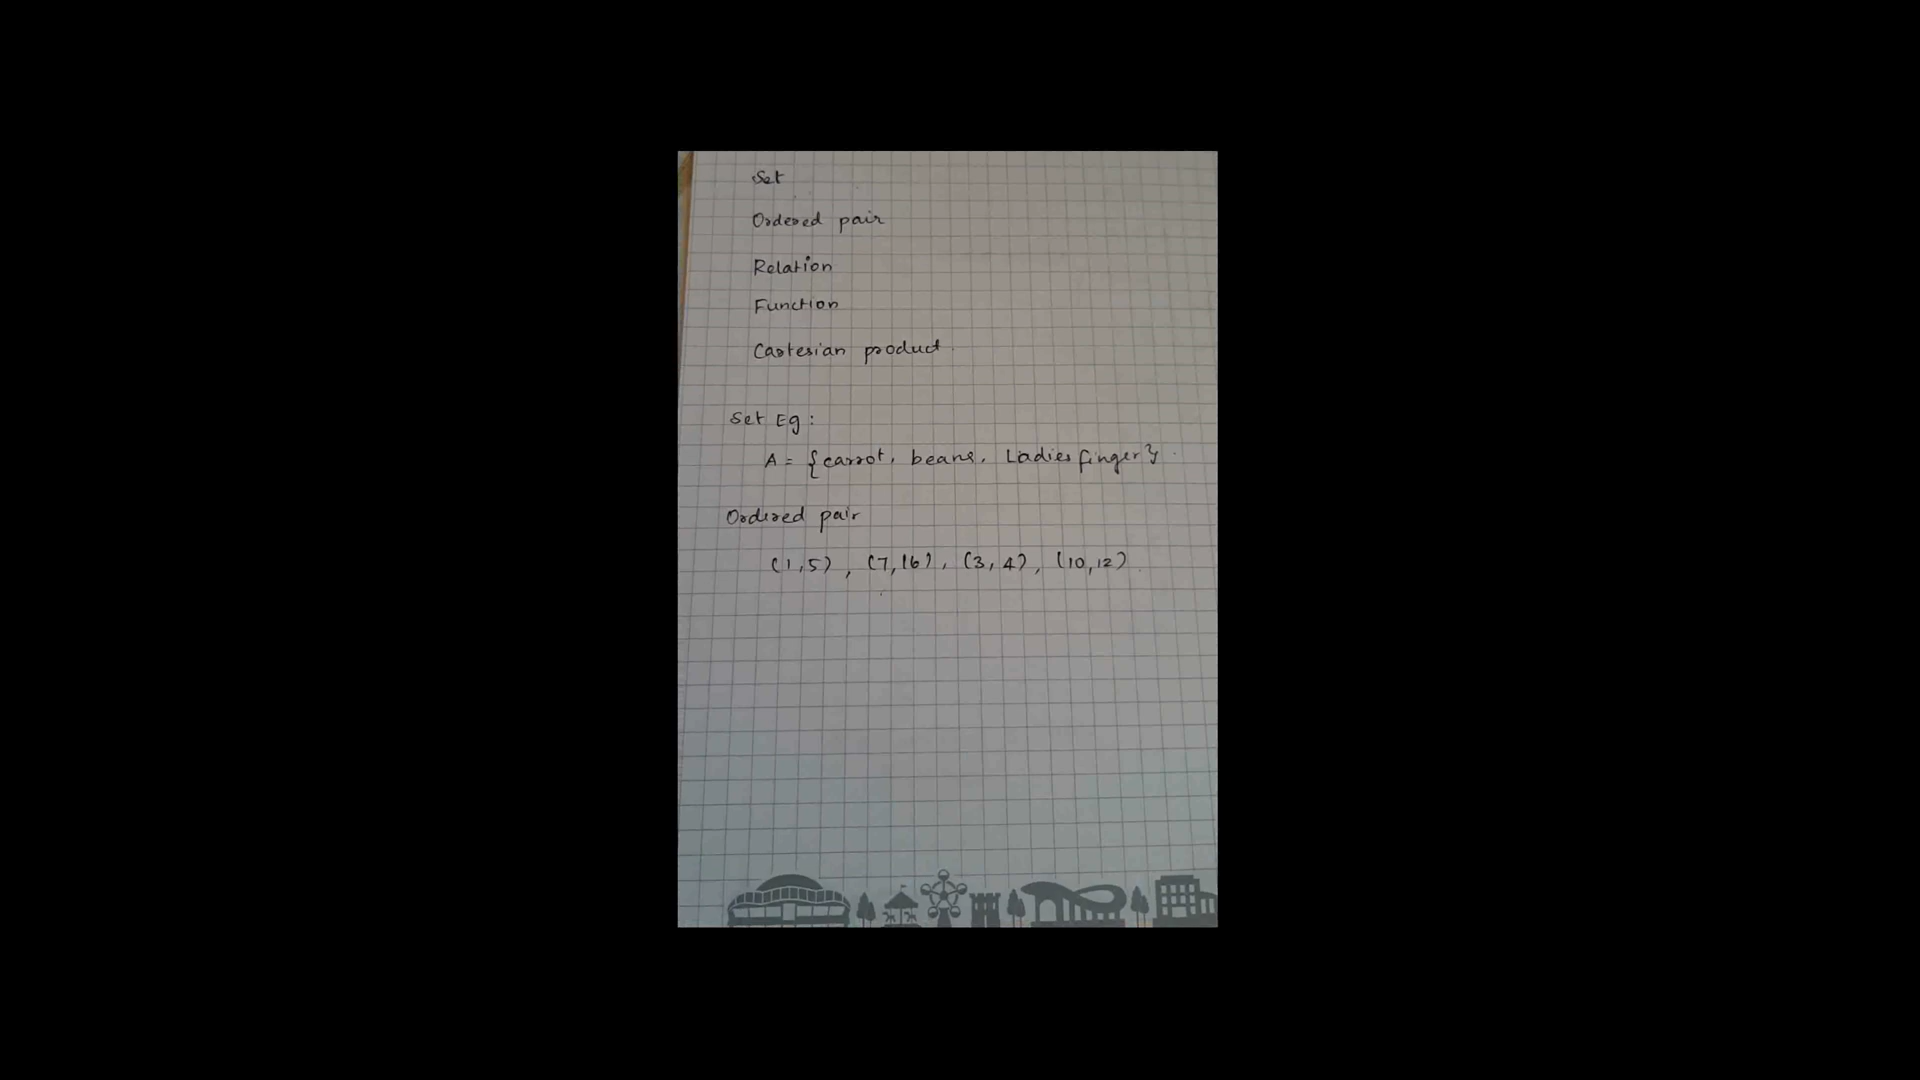 Set
Ordered pair
Relation
Function
Cartesian product.
Set Eg:
A = {carrot, beans, Ladies finger}.
Ordered pair
(1,5), (7,16), (3,4), (10,12).